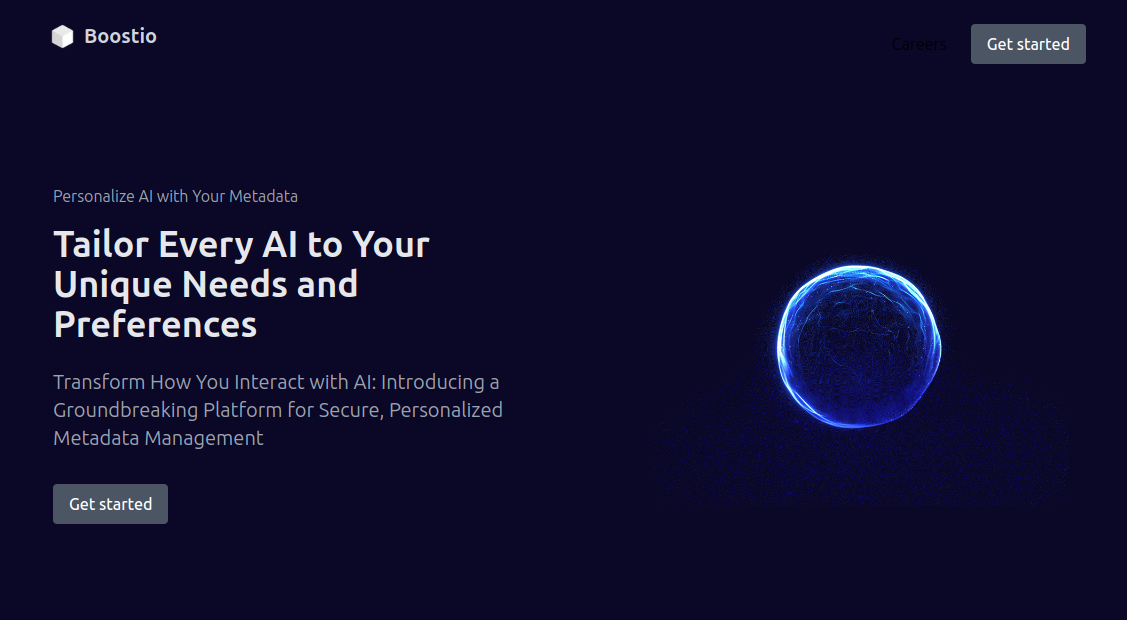 Boostio
Careers
Get started
Personalize AI with Your Metadata
Tailor Every AI to Your
Unique Needs and
Preferences
Transform How You Interact with AI: Introducing a
Groundbreaking Platform for Secure, Personalized
Metadata Management
Get started